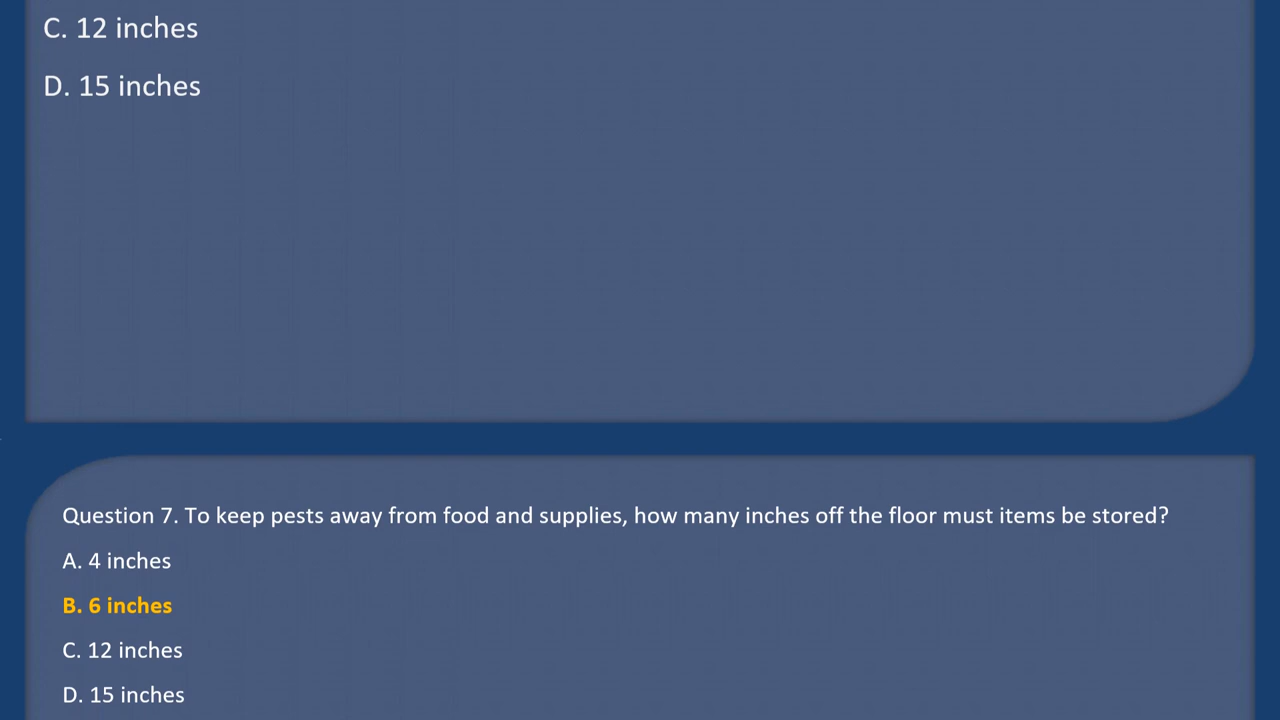 C. 12 inches
D. 15 inches
Question 7. To keep pests away from food and supplies, how many inches off the floor must items be stored?
A. 4 inches
B. 6 inches
C. 12 inches
D. 15 inches